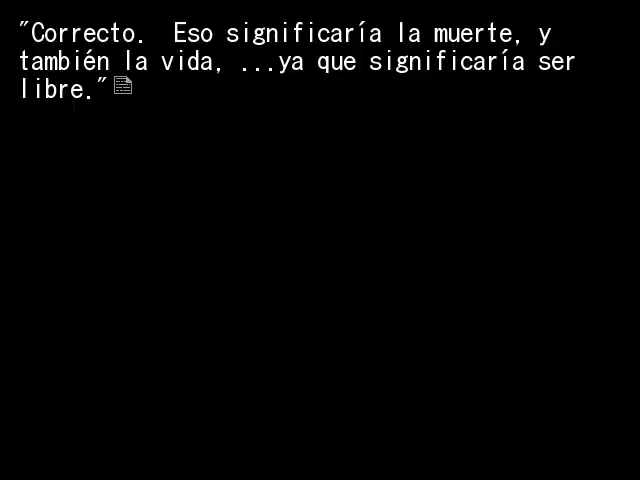 "Correcto.  Eso significaría la muerte, y
también la vida, ...ya que significaría ser
libre."